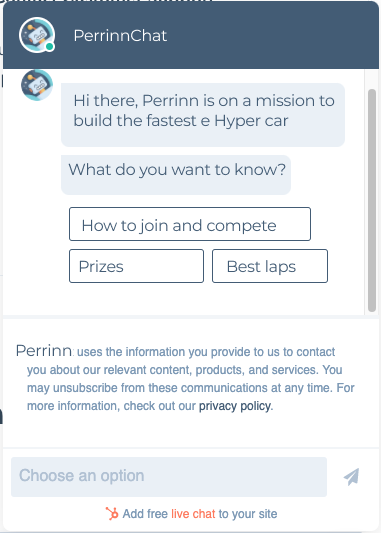 PerrinnChat
Hi there, Perrinn is on a mission to
build the fastest e Hyper car
What do you want to know?
How to join and compete
Prizes
Best laps
Perrinn uses the information you provide to us to contact
you about our relevant content, products, and services. You
may unsubscribe from these communications at any time. For
more information, check out our privacy policy.
Choose an option
Add free live chat to your site